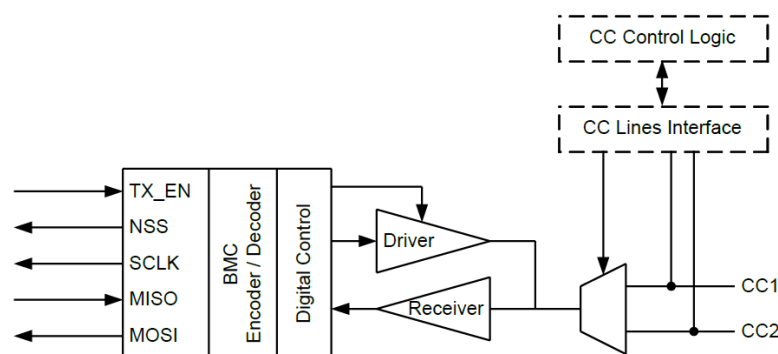 CC Control Logic
CC Lines Interface
TX_EN
NSS
SCLK
MISO
MOSI
BMC
Encoder / Decoder
Digital Control
Driver
Receiver
CC1
CC2